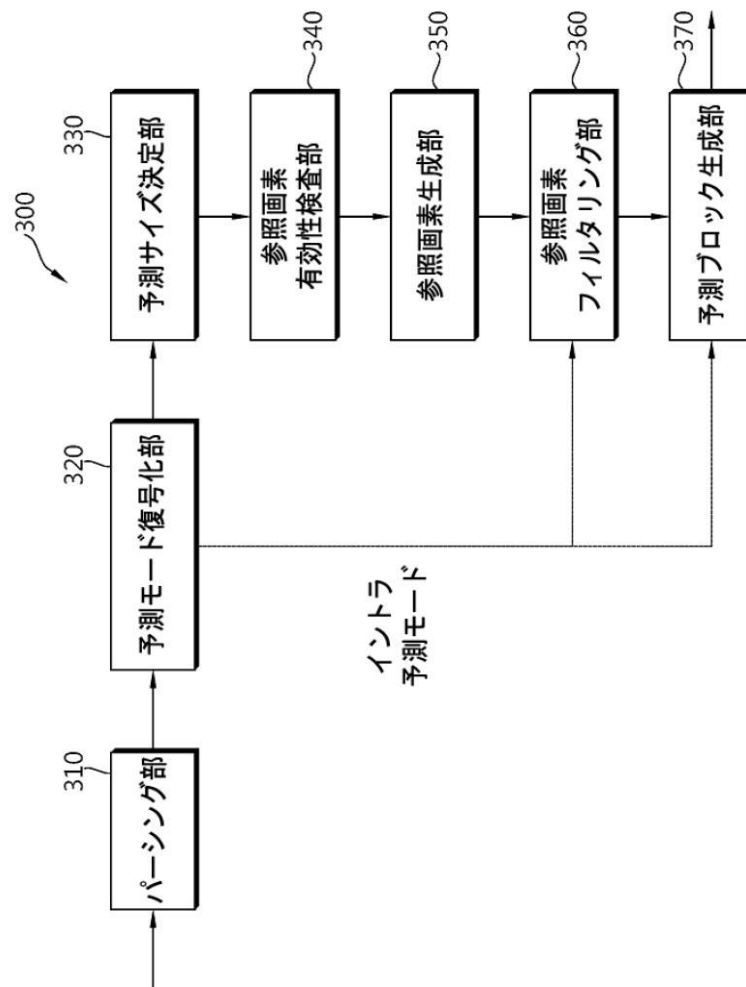 300
310
パーシング部
320
予測モード復号化部
330
予測サイズ決定部
340
参照画素
有効性検査部
350
参照画素生成部
360
参照画素
フィルタリング部
370
予測ブロック生成部
イントラ
予測モード